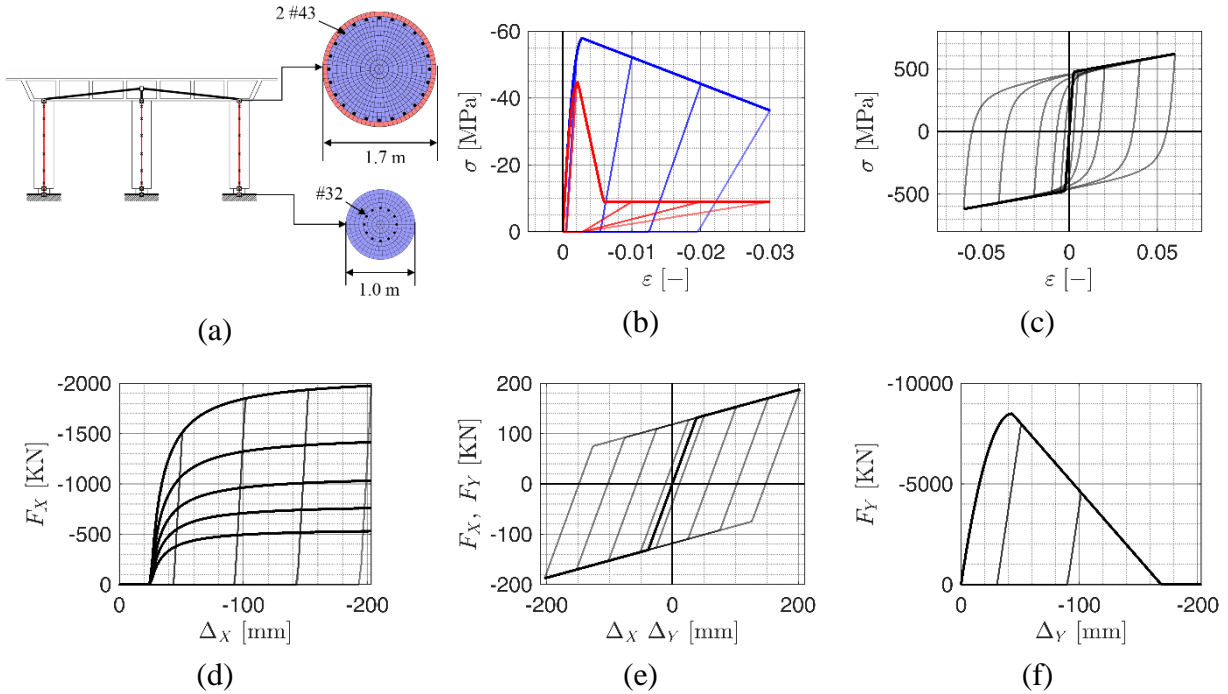 2 #43
1.7 m
#32
1.0 m
(a)
-60
-40
-20
0
σ [MPa]
0 -0.01 -0.02 -0.03
ε [−]
(b)
500
0
-500
σ [MPa]
-0.05 0 0.05
ε [−]
(c)
-2000
-1500
-1000
-500
0
F_X [KN]
0 -100 -200
Δ_X [mm]
(d)
200
100
0
-100
-200
F_X, F_Y [KN]
-200 0 200
Δ_X Δ_Y [mm]
(e)
-10000
-5000
0
F_Y [KN]
0 -100 -200
Δ_Y [mm]
(f)